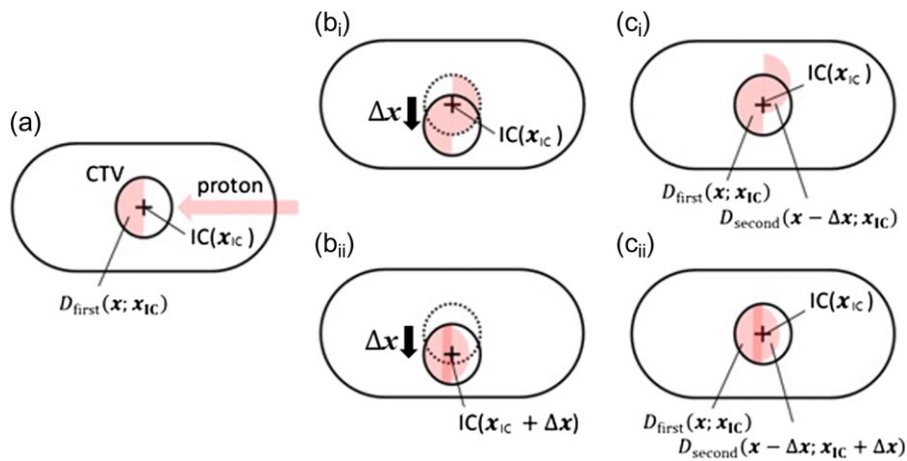 (a)
CTV
proton
IC(x_IC)
D_first(x; x_IC)
(b_i)
Δx
IC(x_IC)
(b_ii)
Δx
IC(x_IC + Δx)
(c_i)
IC(x_IC)
D_first(x; x_IC)
D_second(x − Δx; x_IC)
(c_ii)
IC(x_IC)
D_first(x; x_IC)
D_second(x − Δx; x_IC + Δx)